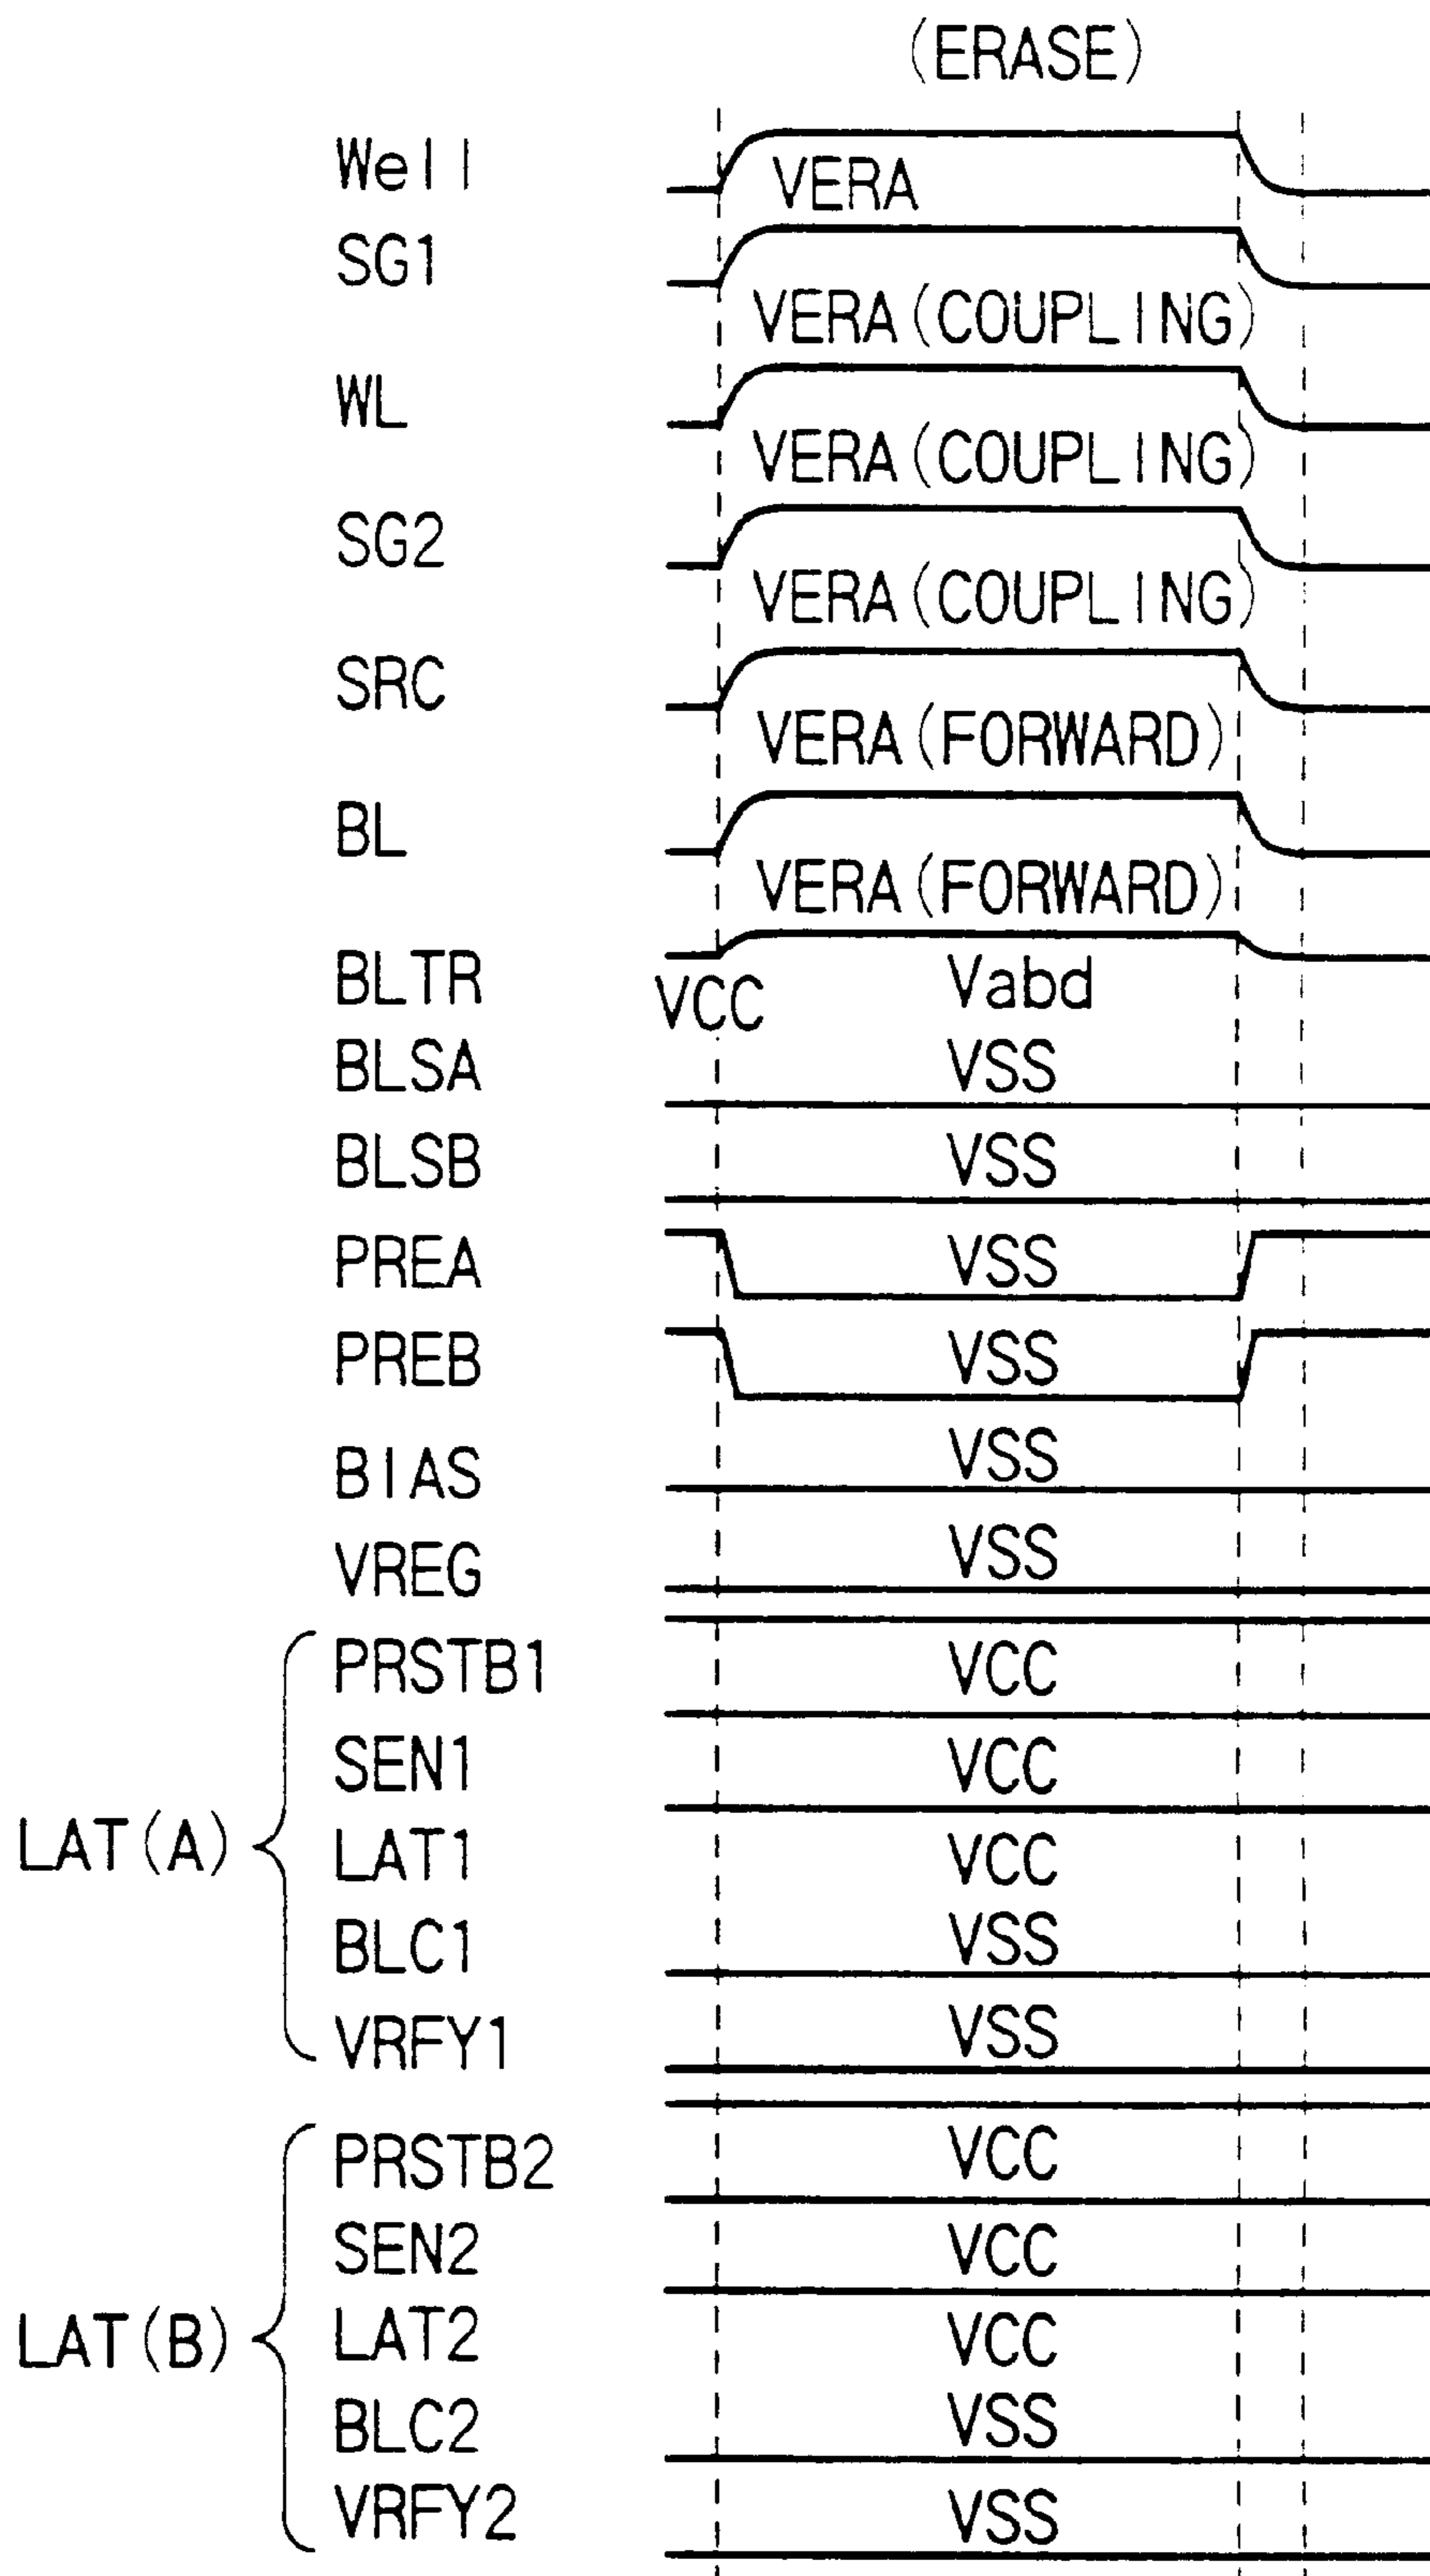 (ERASE)
Well VERA
SG1 VERA(COUPLING)
WL VERA(COUPLING)
SG2 VERA(COUPLING)
SRC VERA(FORWARD)
BL VERA(FORWARD)
BLTR VCC Vabd
BLSA VSS
BLSB VSS
PREA VSS
PREB VSS
BIAS VSS
VREG VSS
PRSTB1 VCC
SEN1 VCC
LAT(A) LAT1 VCC
BLC1 VSS
VRFY1 VSS
PRSTB2 VCC
SEN2 VCC
LAT(B) LAT2 VCC
BLC2 VSS
VRFY2 VSS